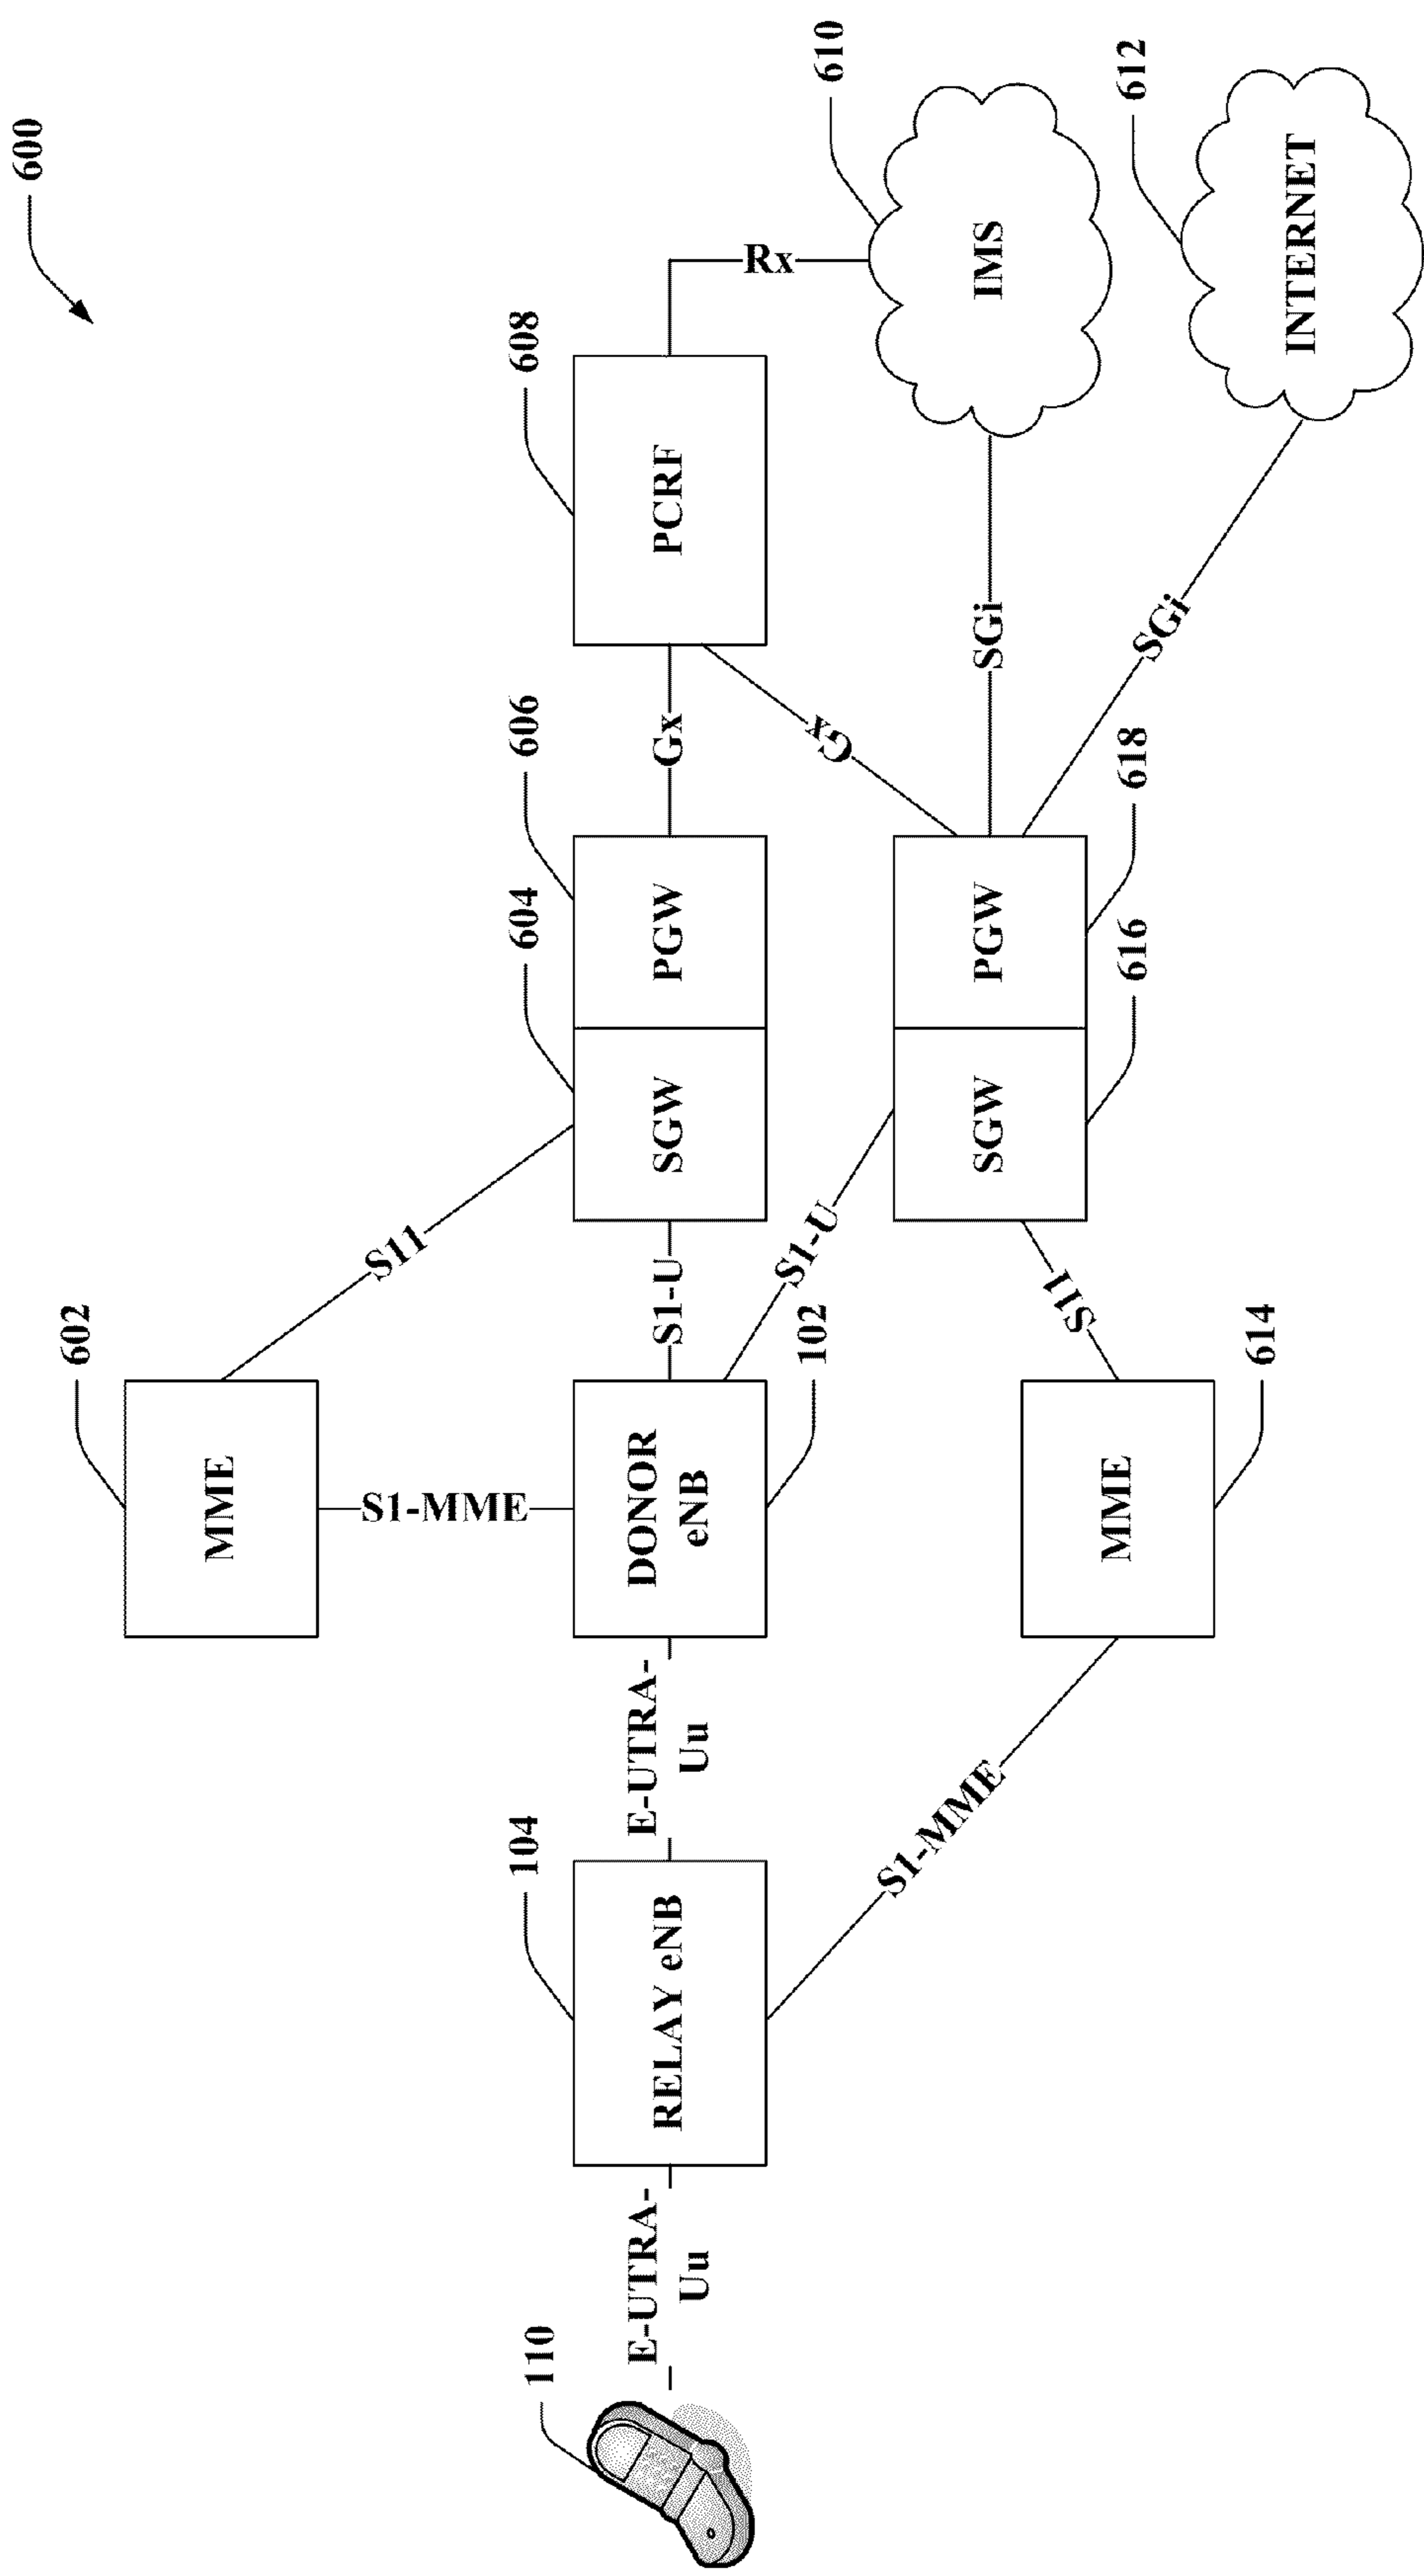 600
602
MME
S11
604
606
608
S1-MME
110
104
E-UTRA-
Uu
RELAY eNB
E-UTRA-
Uu
DONOR
eNB
S1-U
SGW
PGW
Gx
PCRF
Rx
102
S1-U
Gx
610
S1-MME
SGW
PGW
SGi
IMS
S11
616
618
SGi
612
MME
614
INTERNET